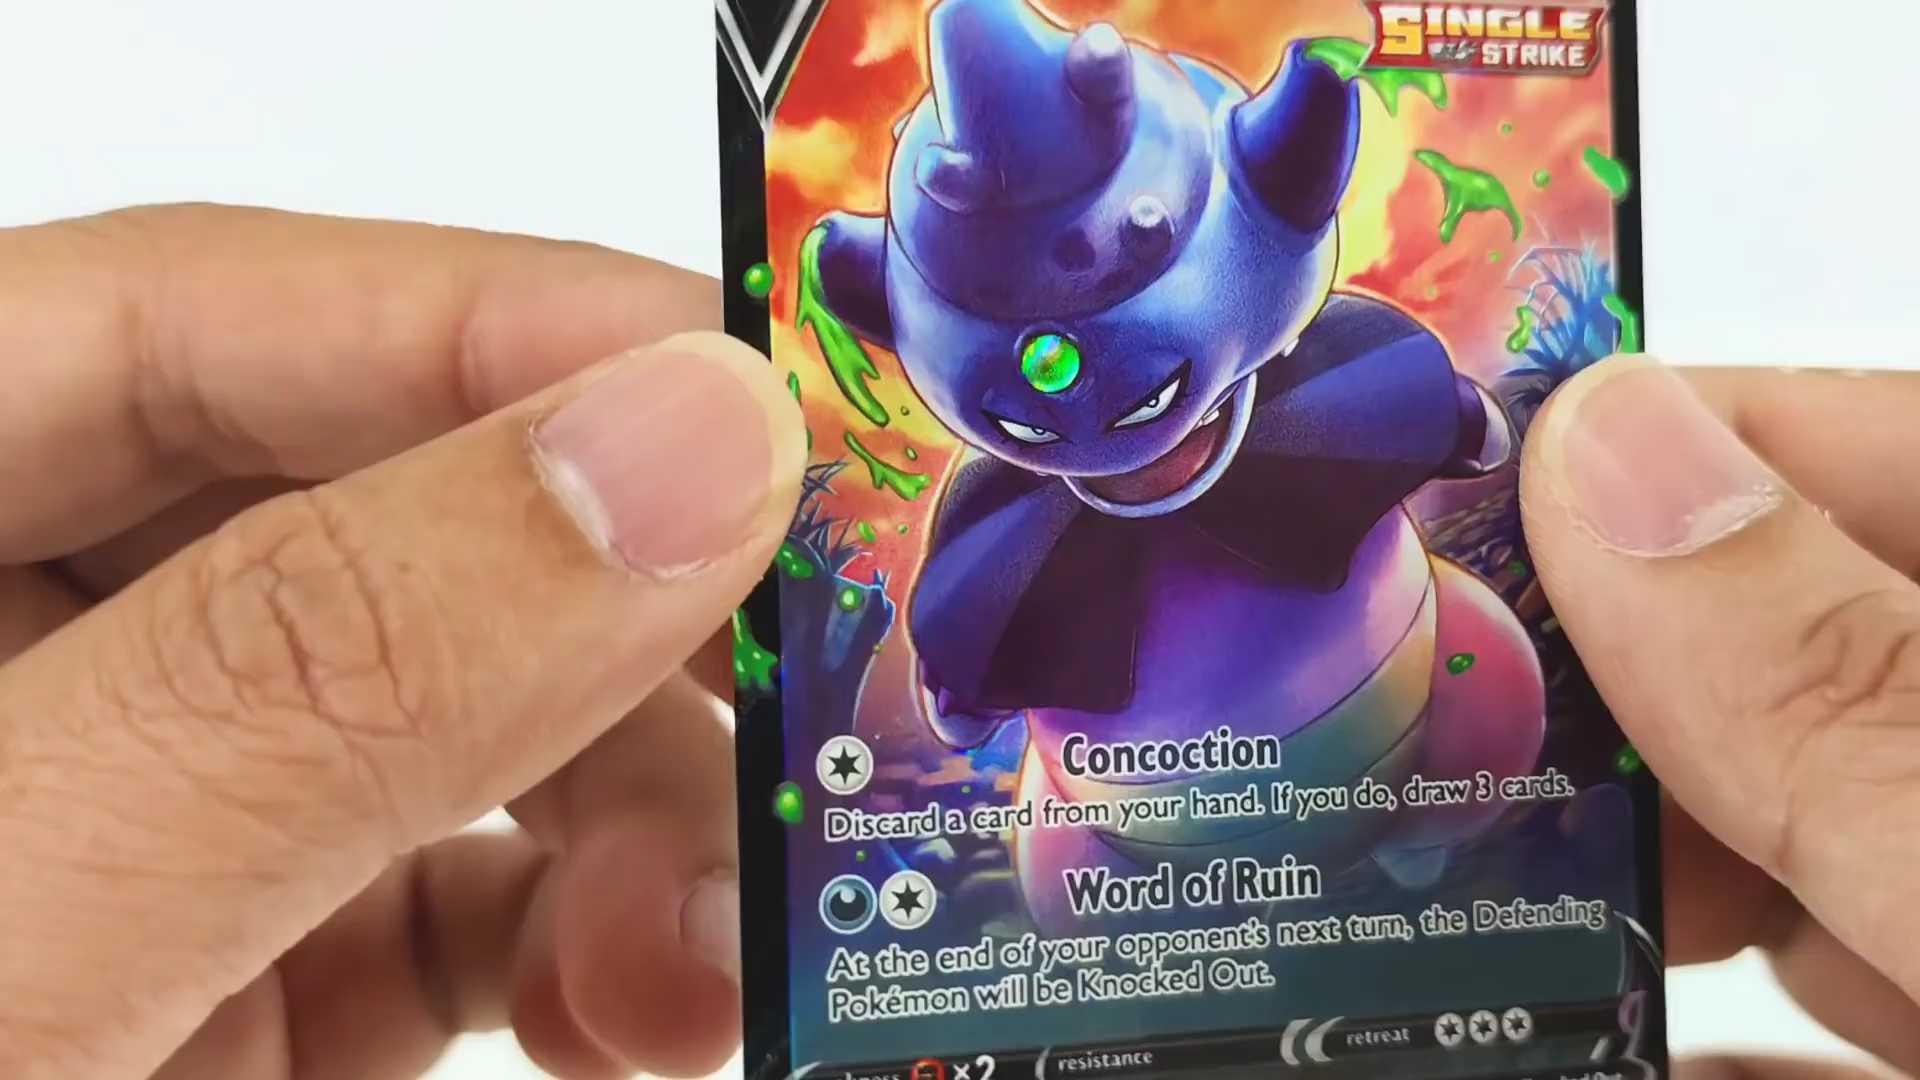 SINGLE
STRIKE
Concoction
Discard a card from your hand. If you do, draw 3 cards.
Word of Ruin
At the end of your opponent's next turn, the Defending
Pokémon will be Knocked Out.
×2 resistance retreat